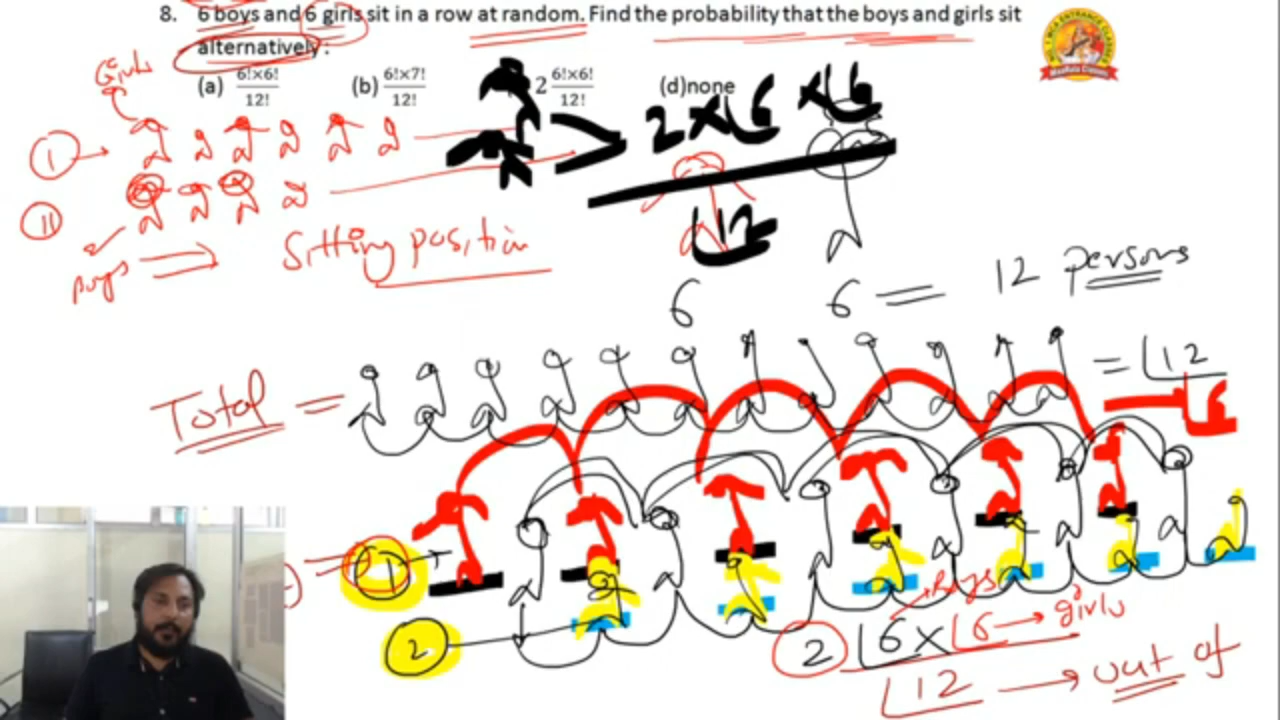 8. 6 boys and 6 girls sit in a row at random. Find the probability that the boys and girls sit
alternatively :
(a) 6!×6!/12! (b) 6!×7!/12! 2 6!×6!/12! (d)none
Girls
I
II
Boys
Sitting position
2 × 6 × 6
12
6 6 = 12 persons
Total = = 12
6
1
2
Boys
2 6 × 6 → girls
12 → out of